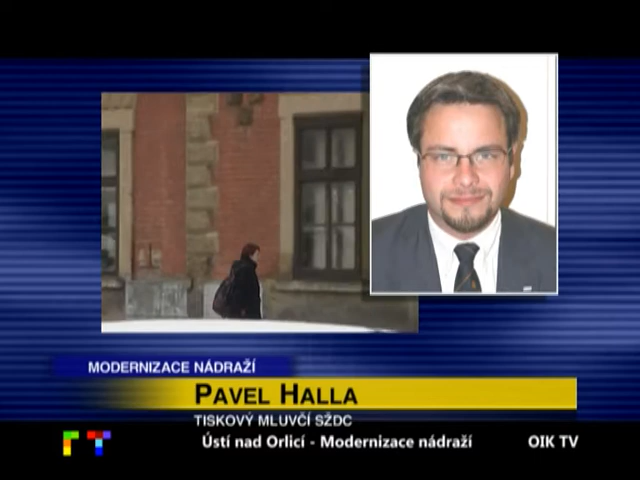 MODERNIZACE NÁDRAŽÍ
PAVEL HALLA
TISKOVÝ MLUVČÍ SŽDC
Ústí nad Orlicí - Modernizace nádraží OIK TV